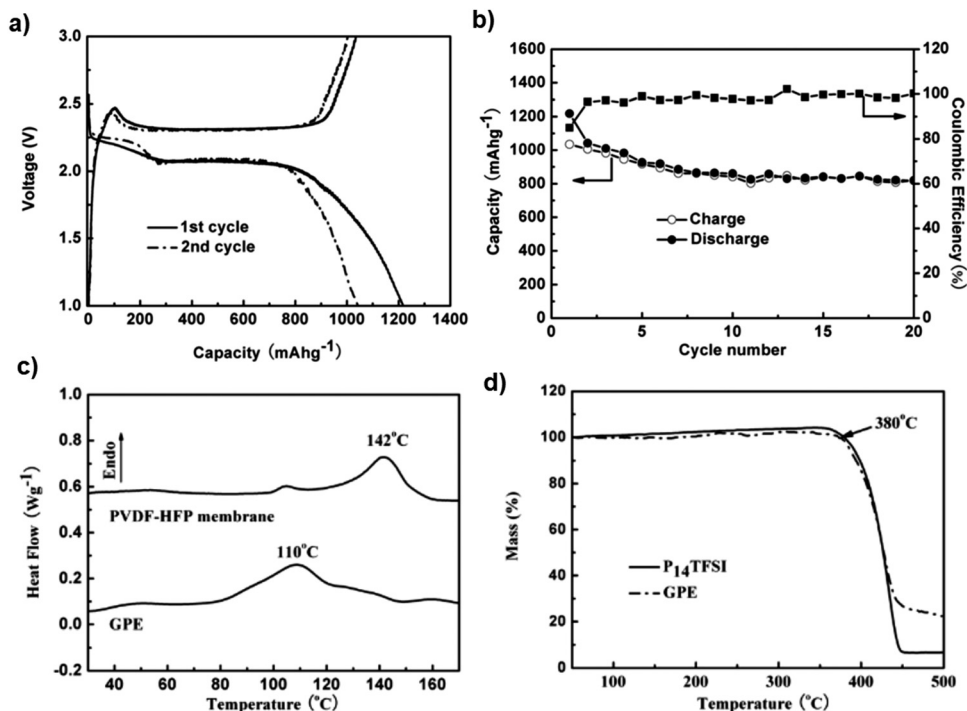 a)
3.0
2.5
2.0
1.5
1.0
Voltage (V)
1st cycle
2nd cycle
0 200 400 600 800 1000 1200 1400
Capacity (mAhg-1)
b)
1600
1400
1200
1000
800
600
400
200
0
Capacity (mAhg-1)
Charge
Discharge
120
100
80
60
40
20
0
Coulombic Efficiency (%)
0 5 10 15 20
Cycle number
c)
1.0
0.8
0.6
0.4
0.2
0.0
-0.2
Heat Flow (Wg-1)
Endo
142°C
PVDF-HFP membrane
110°C
GPE
40 60 80 100 120 140 160
Temperature (°C)
d)
120
100
80
60
40
20
0
Mass (%)
380°C
P14TFSI
GPE
100 200 300 400 500
Temperature (°C)